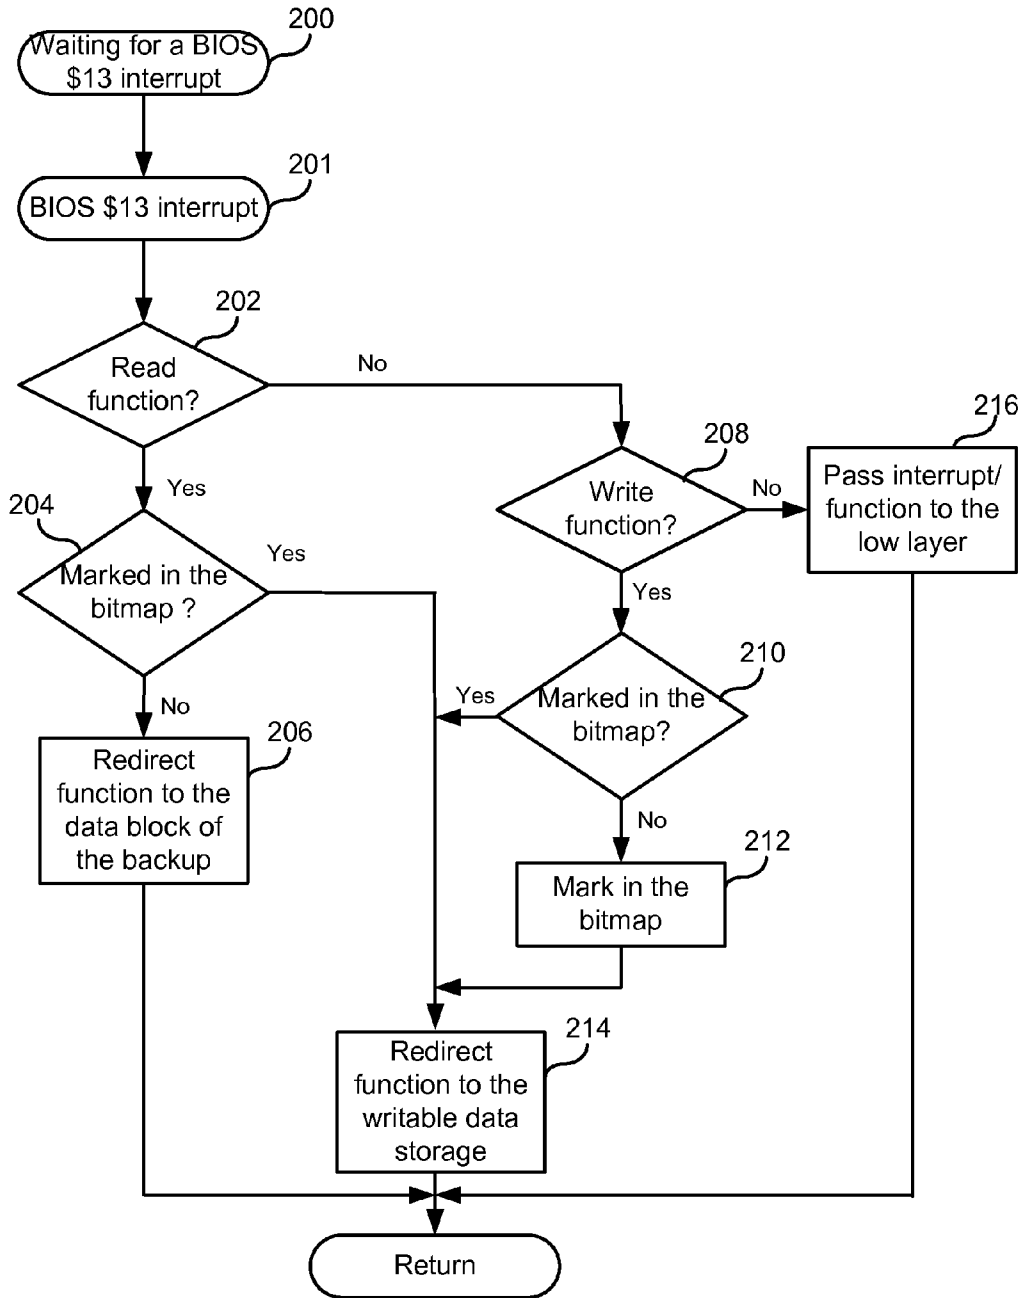 200
Waiting for a BIOS
$13 interrupt
201
BIOS $13 interrupt
202
Read
function?
No
216
208
Write
function?
No
Pass interrupt/
function to the
low layer
Yes
204
Marked in the
bitmap ?
Yes
Yes
210
Marked in the
bitmap?
Yes
No
206
Redirect
function to the
data block of
the backup
No
212
Mark in the
bitmap
214
Redirect
function to the
writable data
storage
Return